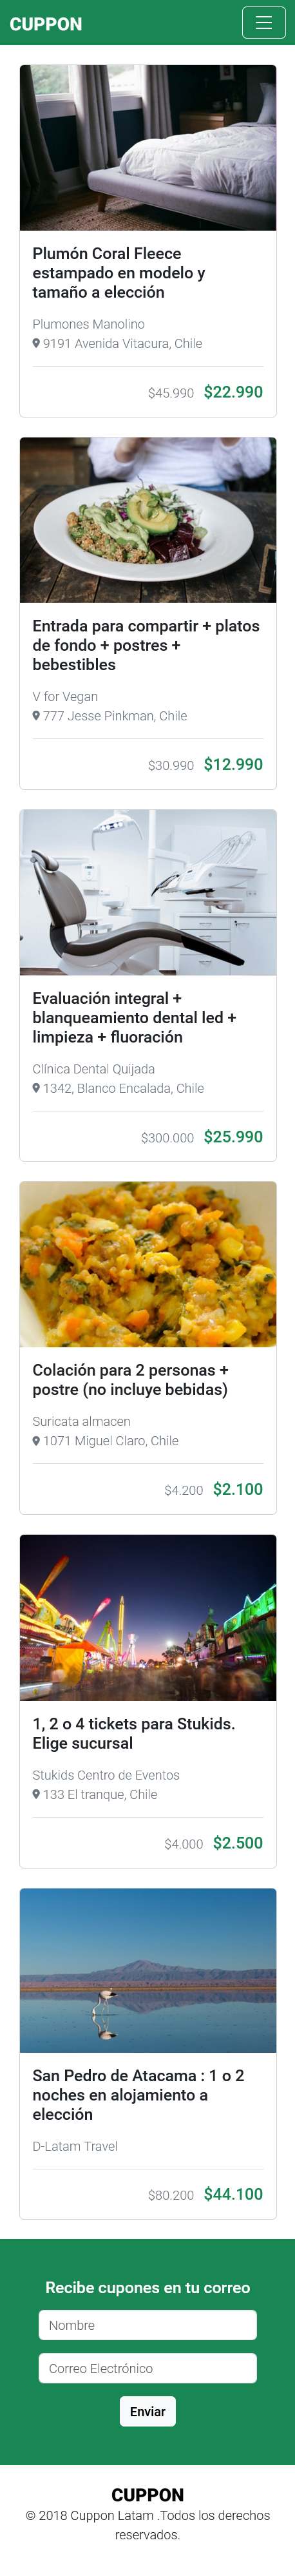 CUPPON
Plumón Coral Fleece
estampado en modelo y
tamaño a elección
Plumones Manolino
9191 Avenida Vitacura, Chile
$45.990 $22.990
Entrada para compartir + platos
de fondo + postres +
bebestibles
V for Vegan
777 Jesse Pinkman, Chile
$30.990 $12.990
Evaluación integral +
blanqueamiento dental led +
limpieza + fluoración
Clínica Dental Quijada
1342, Blanco Encalada, Chile
$300.000 $25.990
Colación para 2 personas +
postre (no incluye bebidas)
Suricata almacen
1071 Miguel Claro, Chile
$4.200 $2.100
1, 2 o 4 tickets para Stukids.
Elige sucursal
Stukids Centro de Eventos
133 El tranque, Chile
$4.000 $2.500
San Pedro de Atacama : 1 o 2
noches en alojamiento a
elección
D-Latam Travel
$80.200 $44.100
Recibe cupones en tu correo
Nombre
Correo Electrónico
Enviar
CUPPON
© 2018 Cuppon Latam .Todos los derechos
reservados.